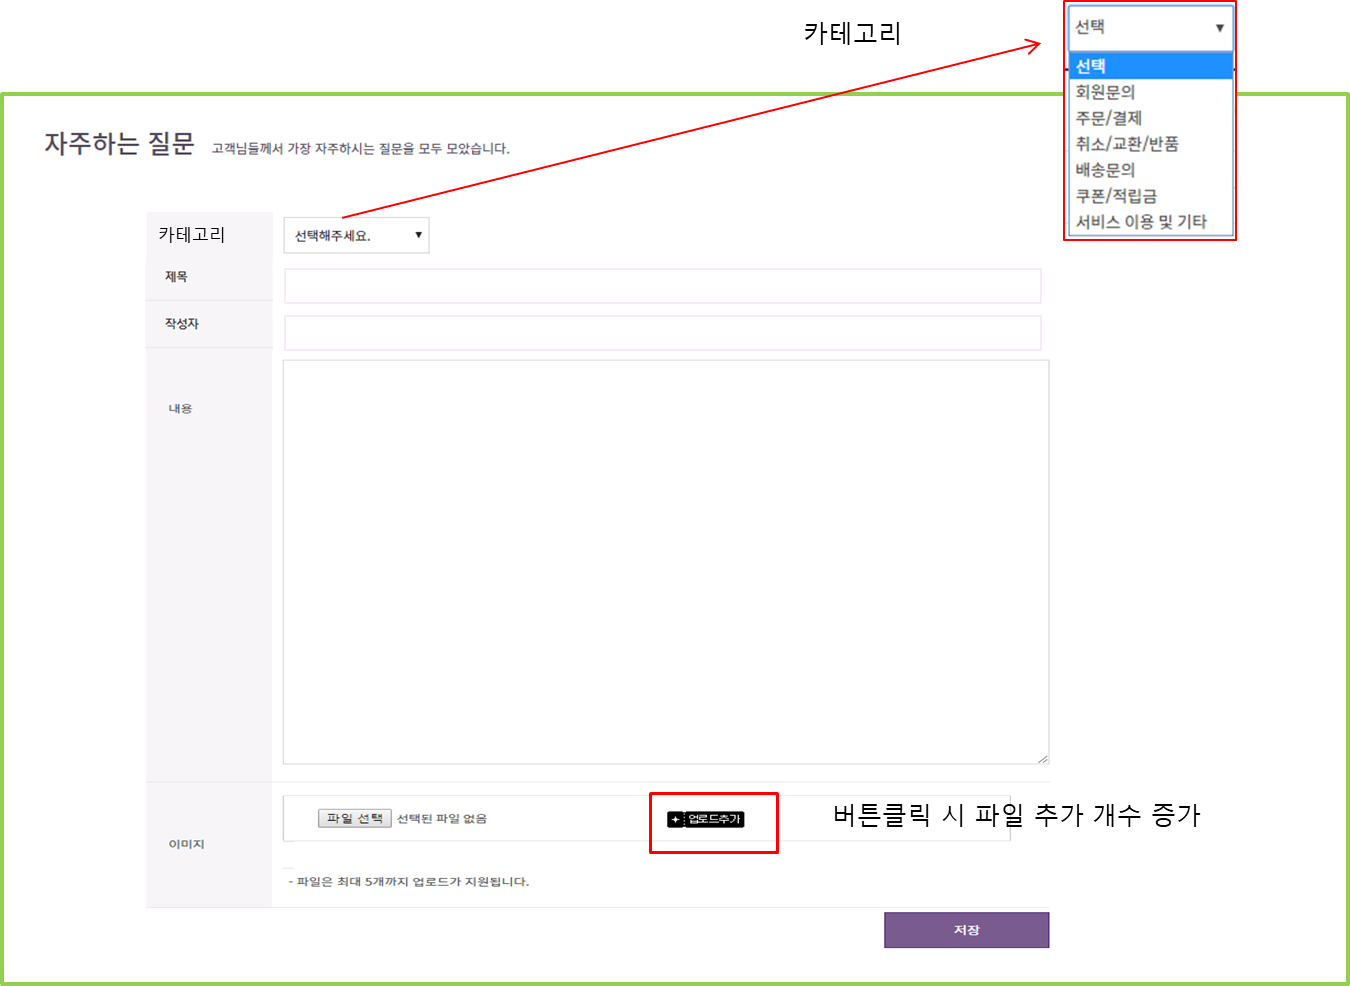 카테고리
선택 ▼
선택
회원문의
주문/결제
취소/교환/반품
배송문의
쿠폰/적립금
서비스 이용 및 기타
자주하는 질문 고객님들께서 가장 자주하시는 질문을 모두 모았습니다.
카테고리 선택해주세요. ▼
제목
작성자
내용
이미지
파일 선택 선택된 파일 없음
+ 업로드추가
버튼클릭 시 파일 추가 개수 증가
- 파일은 최대 5개까지 업로드가 지원됩니다.
저장